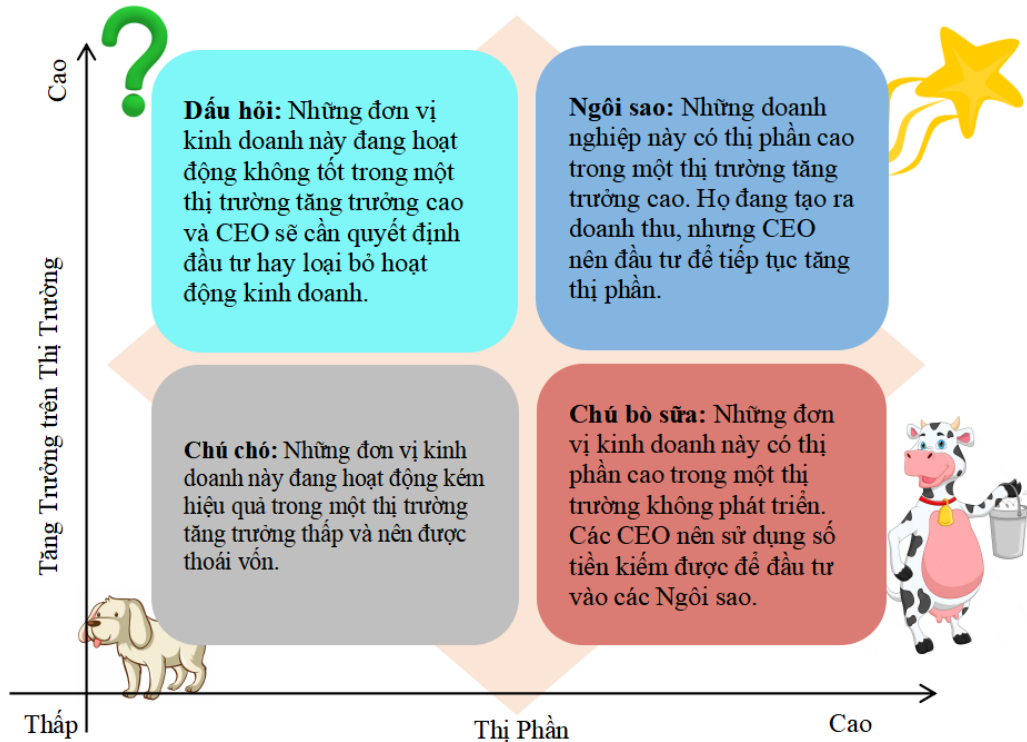 Cao
Tăng Trưởng trên Thị Trường
Dấu hỏi: Những đơn vị
kinh doanh này đang hoạt
động không tốt trong một
thị trường tăng trưởng cao
và CEO sẽ cần quyết định
đầu tư hay loại bỏ hoạt
động kinh doanh.
Ngôi sao: Những doanh
nghiệp này có thị phần cao
trong một thị trường tăng
trưởng cao. Họ đang tạo ra
doanh thu, nhưng CEO
nên đầu tư để tiếp tục tăng
thị phần.
Chú chó: Những đơn vị kinh
doanh này đang hoạt động kém
hiệu quả trong một thị trường
tăng trưởng thấp và nên được
thoái vốn.
Chú bò sữa: Những đơn
vị kinh doanh này có thị
phần cao trong một thị
trường không phát triển.
Các CEO nên sử dụng số
tiền kiếm được để đầu tư
vào các Ngôi sao.
Thấp
Thị Phần
Cao